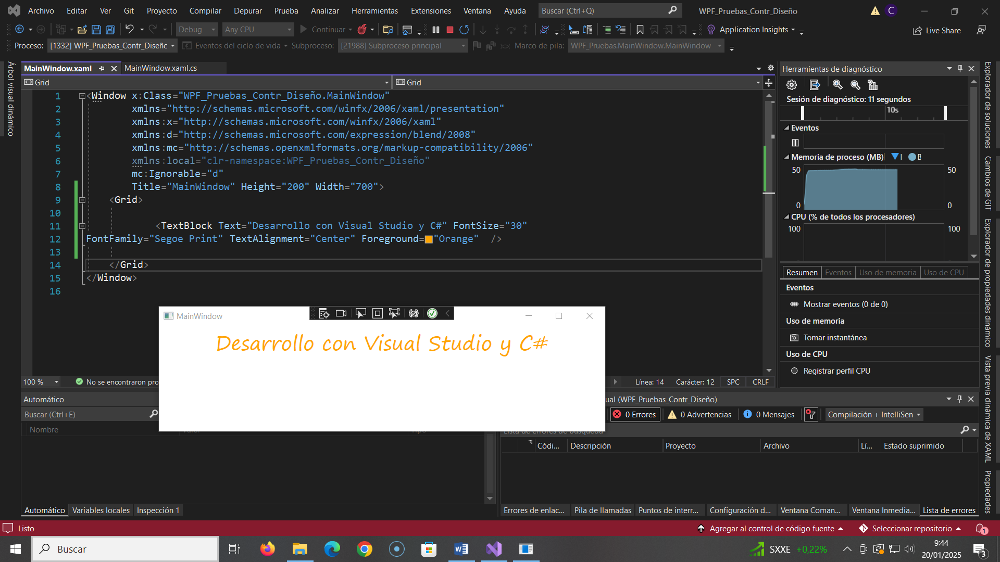 Archivo Editar Ver Git Proyecto Compilar Depurar Prueba Analizar Herramientas Extensiones Ventana Ayuda Buscar (Ctrl+Q) WPF_Pruebas_Contr_Diseño C
Debug Any CPU Continuar Application Insights Live Share
Proceso: [1332] WPF_Pruebas_Contr_Diseño Eventos del ciclo de vida Subproceso: [21988] Subproceso principal Marco de pila: WPF_Pruebas.MainWindow.MainWindow
Árbol visual dinámico
MainWindow.xaml MainWindow.xaml.cs
Grid Grid
1 <Window x:Class="WPF_Pruebas_Contr_Diseño.MainWindow"
2 xmlns="http://schemas.microsoft.com/winfx/2006/xaml/presentation"
3 xmlns:x="http://schemas.microsoft.com/winfx/2006/xaml"
4 xmlns:d="http://schemas.microsoft.com/expression/blend/2008"
5 xmlns:mc="http://schemas.openxmlformats.org/markup-compatibility/2006"
6 xmlns:local="clr-namespace:WPF_Pruebas_Contr_Diseño"
7 mc:Ignorable="d"
8 Title="MainWindow" Height="200" Width="700">
9 <Grid>
10
11 <TextBlock Text="Desarrollo con Visual Studio y C#" FontSize="30"
12 FontFamily="Segoe Print" TextAlignment="Center" Foreground="Orange" />
13
14 </Grid>
15 </Window>
16
MainWindow
Desarrollo con Visual Studio y C#
100 % No se encontraron pro Línea: 14 Carácter: 12 SPC CRLF
Herramientas de diagnóstico
Sesión de diagnóstico: 11 segundos
10s
Eventos
Memoria de proceso (MB) I B
50 50
0 0
CPU (% de todos los procesadores)
100 100
Resumen Eventos Uso de memoria Uso de CPU
Eventos
Mostrar eventos (0 de 0)
Uso de memoria
Tomar instantánea
Uso de CPU
Registrar perfil CPU
Explorador de soluciones
Cambios de GIT
Explorador de propiedades dinámico
Vista previa dinámica de XAML
Propiedades
Automático
Buscar (Ctrl+E)
Nombre
Automático Variables locales Inspección 1
ual (WPF_Pruebas_Contr_Diseño)
0 Errores 0 Advertencias 0 Mensajes Compilación + IntelliSen
Lista de errores de búsqueda
Códi... Descripción Proyecto Archivo Lí... Estado suprimido
Errores de enlac... Pila de llamadas Puntos de interr... Configuración d... Ventana Coman... Ventana Inmedia... Lista de errores
Listo Agregar al control de código fuente Seleccionar repositorio 1
Buscar SXXE +0,22% 9:44
20/01/2025 3